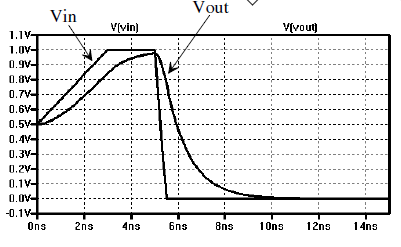 Vin
Vout
V(vin)
V(vout)
1.1V
1.0V
0.9V
0.8V
0.7V
0.6V
0.5V
0.4V
0.3V
0.2V
0.1V
0.0V
-0.1V
0ns 2ns 4ns 6ns 8ns 10ns 12ns 14ns